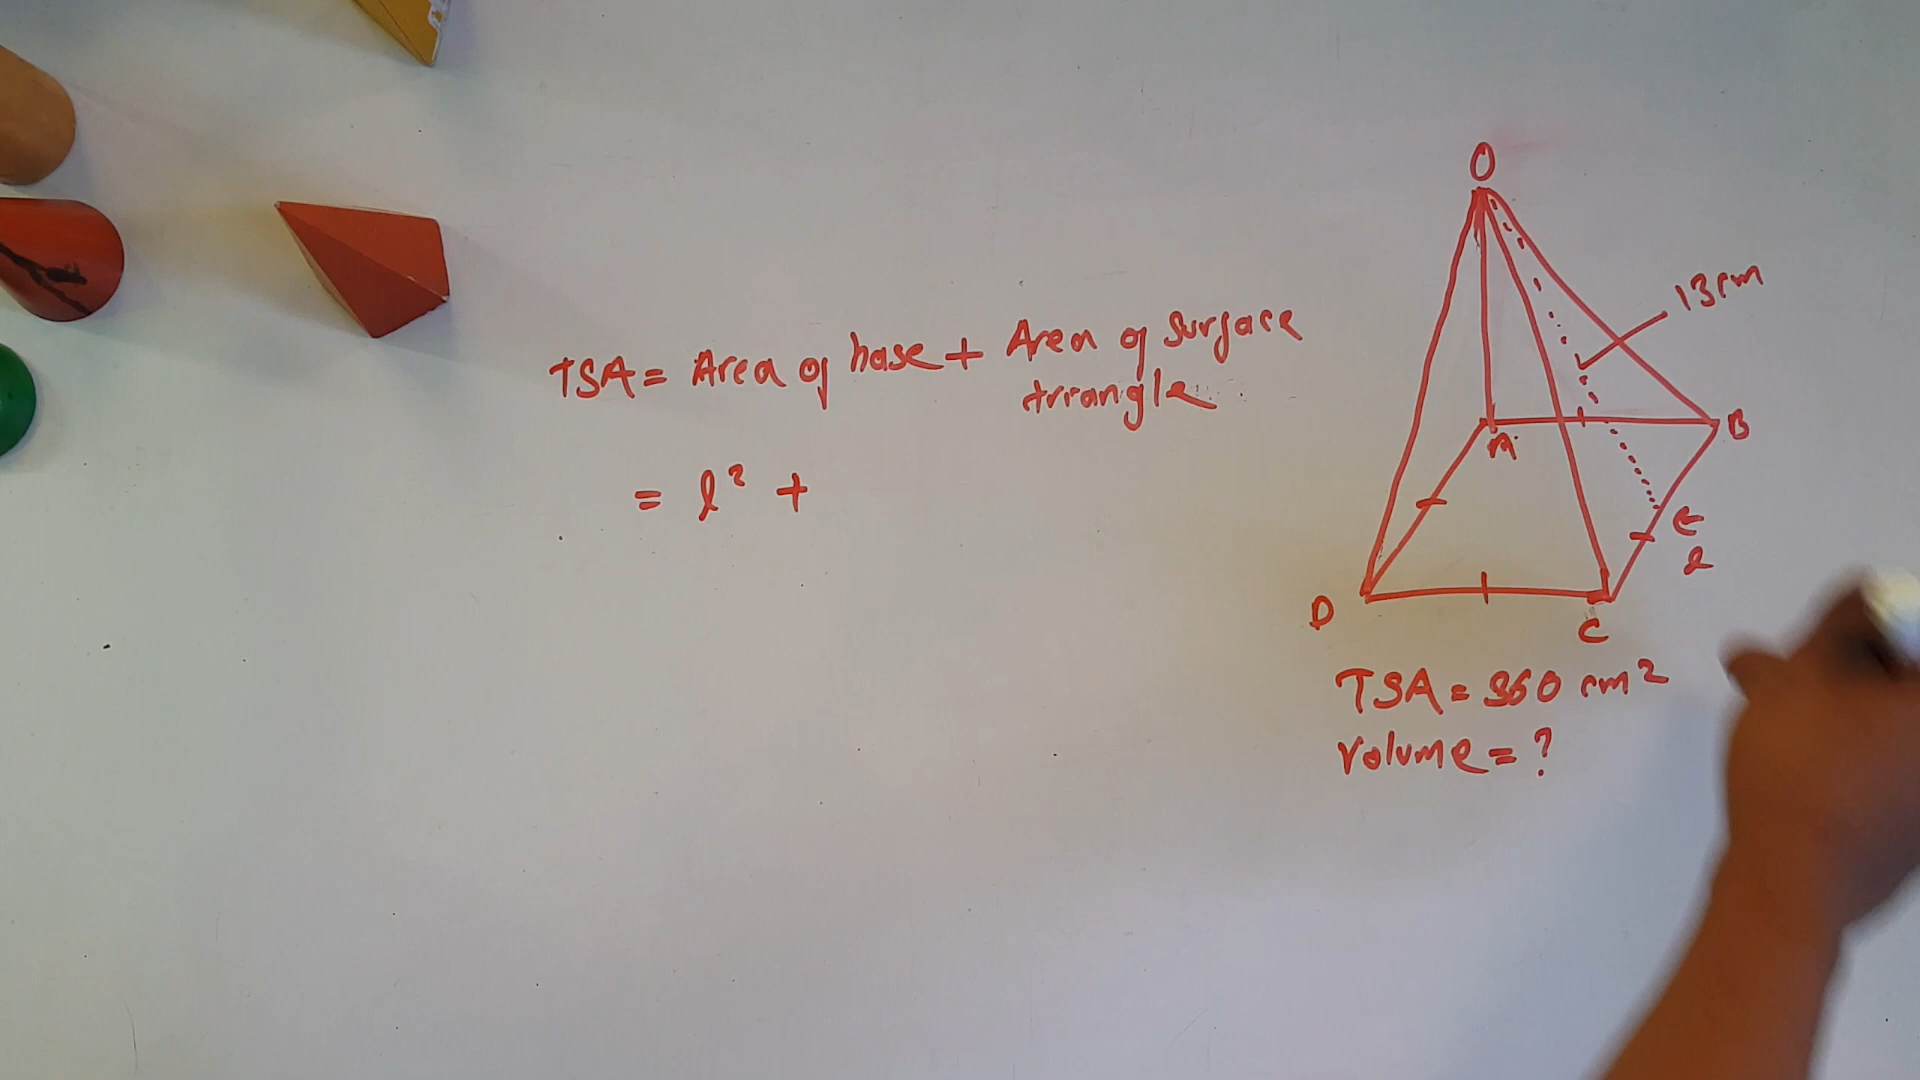 O
13cm
TSA = Area of base + Area of surface
triangle
A
B
= l² +
E
l
D
C
TSA = 360 cm²
Volume = ?